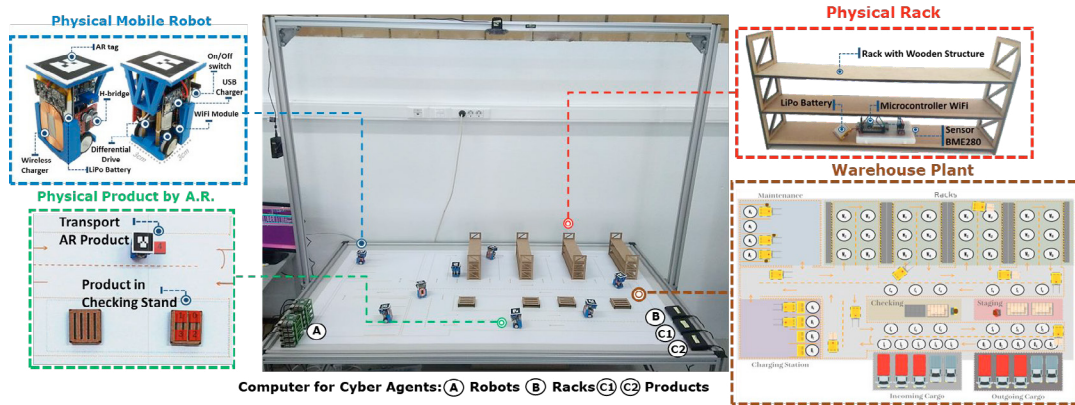 Physical Mobile Robot
AR tag
On/Off
switch
USB
Charger
H-bridge
WiFi Module
Wireless
Charger
Differential
Drive
LiPo Battery
3cm
3cm
Physical Product by A.R.
Transport
AR Product
Product in
Checking Stand
A
B
C1
C2
Computer for Cyber Agents: A Robots B Racks C1 C2 Products
Physical Rack
Rack with Wooden Structure
LiPo Battery
Microcontroller WiFi
Sensor
BME280
Warehouse Plant
Maintenance
Racks
Checking
Staging
Charging Station
Incoming Cargo
Outgoing Cargo